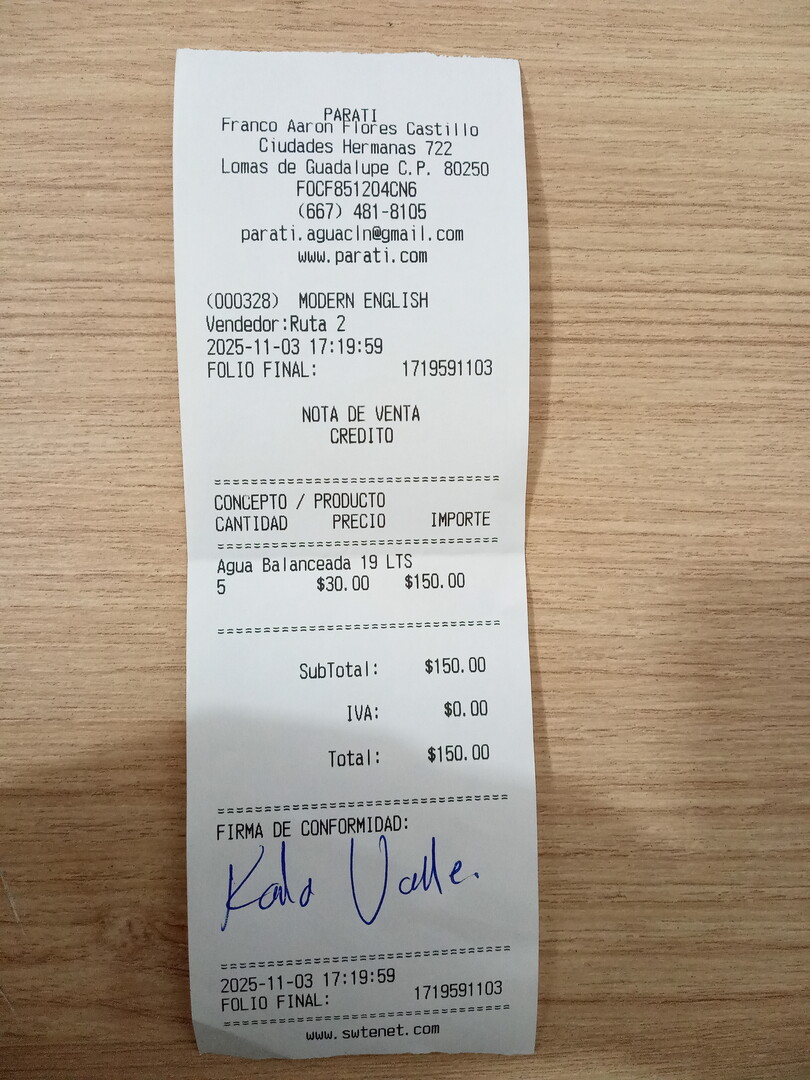 PARATI
Franco Aaron Flores Castillo
Ciudades Hermanas 722
Lomas de Guadalupe C.P. 80250
FOCF851204CN6
(667) 481-8105
parati.aguacln@gmail.com
www.parati.com
(000328) MODERN ENGLISH
Vendedor:Ruta 2
2025-11-03 17:19:59
FOLIO FINAL: 1719591103
NOTA DE VENTA
CREDITO
CONCEPTO / PRODUCTO
CANTIDAD PRECIO IMPORTE
Agua Balanceada 19 LTS
5 $30.00 $150.00
SubTotal: $150.00
IVA: $0.00
Total: $150.00
FIRMA DE CONFORMIDAD:
Valle.
2025-11-03 17:19:59
FOLIO FINAL: 1719591103
www.swtenet.com